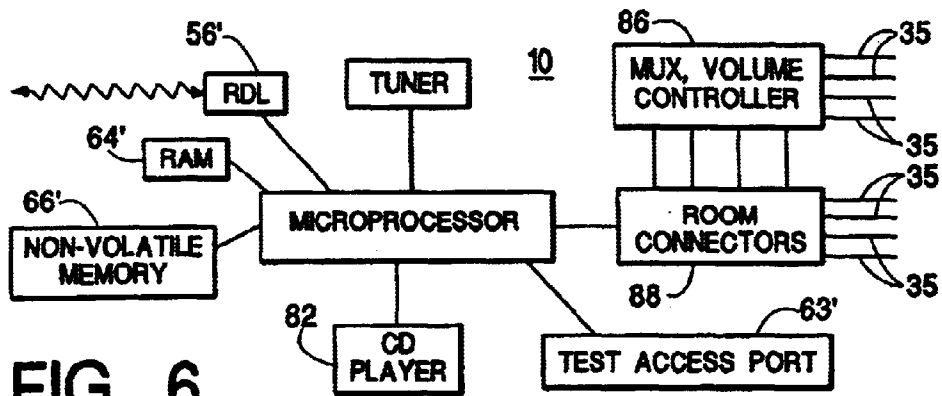 56'
86
35
RDL
TUNER
10
MUX, VOLUME
CONTROLLER
64'
RAM
35
35
66'
MICROPROCESSOR
ROOM
CONNECTORS
NON-VOLATILE
MEMORY
82
88
35
63'
CD
PLAYER
TEST ACCESS PORT
FIG. 6